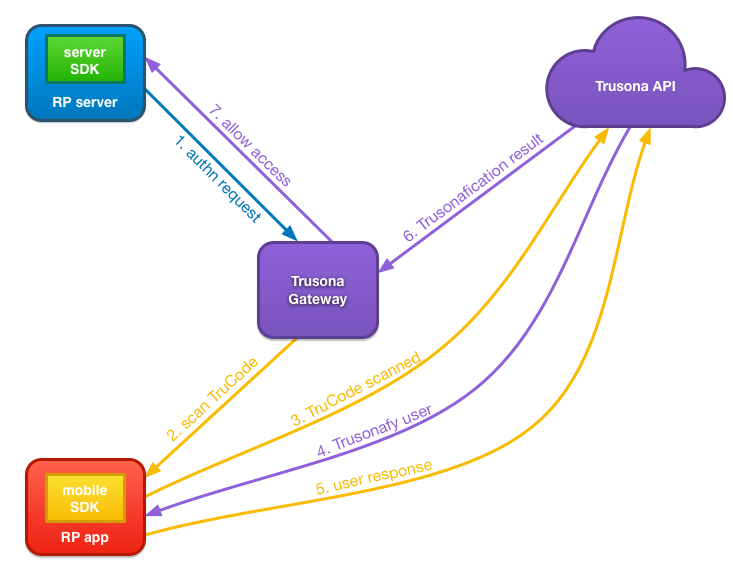 server
SDK
RP server
Trusona API
7. allow access
1. authn request
6. Trusonafication result
Trusona
Gateway
2. scan TruCode
3. TruCode scanned
4. Trusonafy user
5. user response
mobile
SDK
RP app